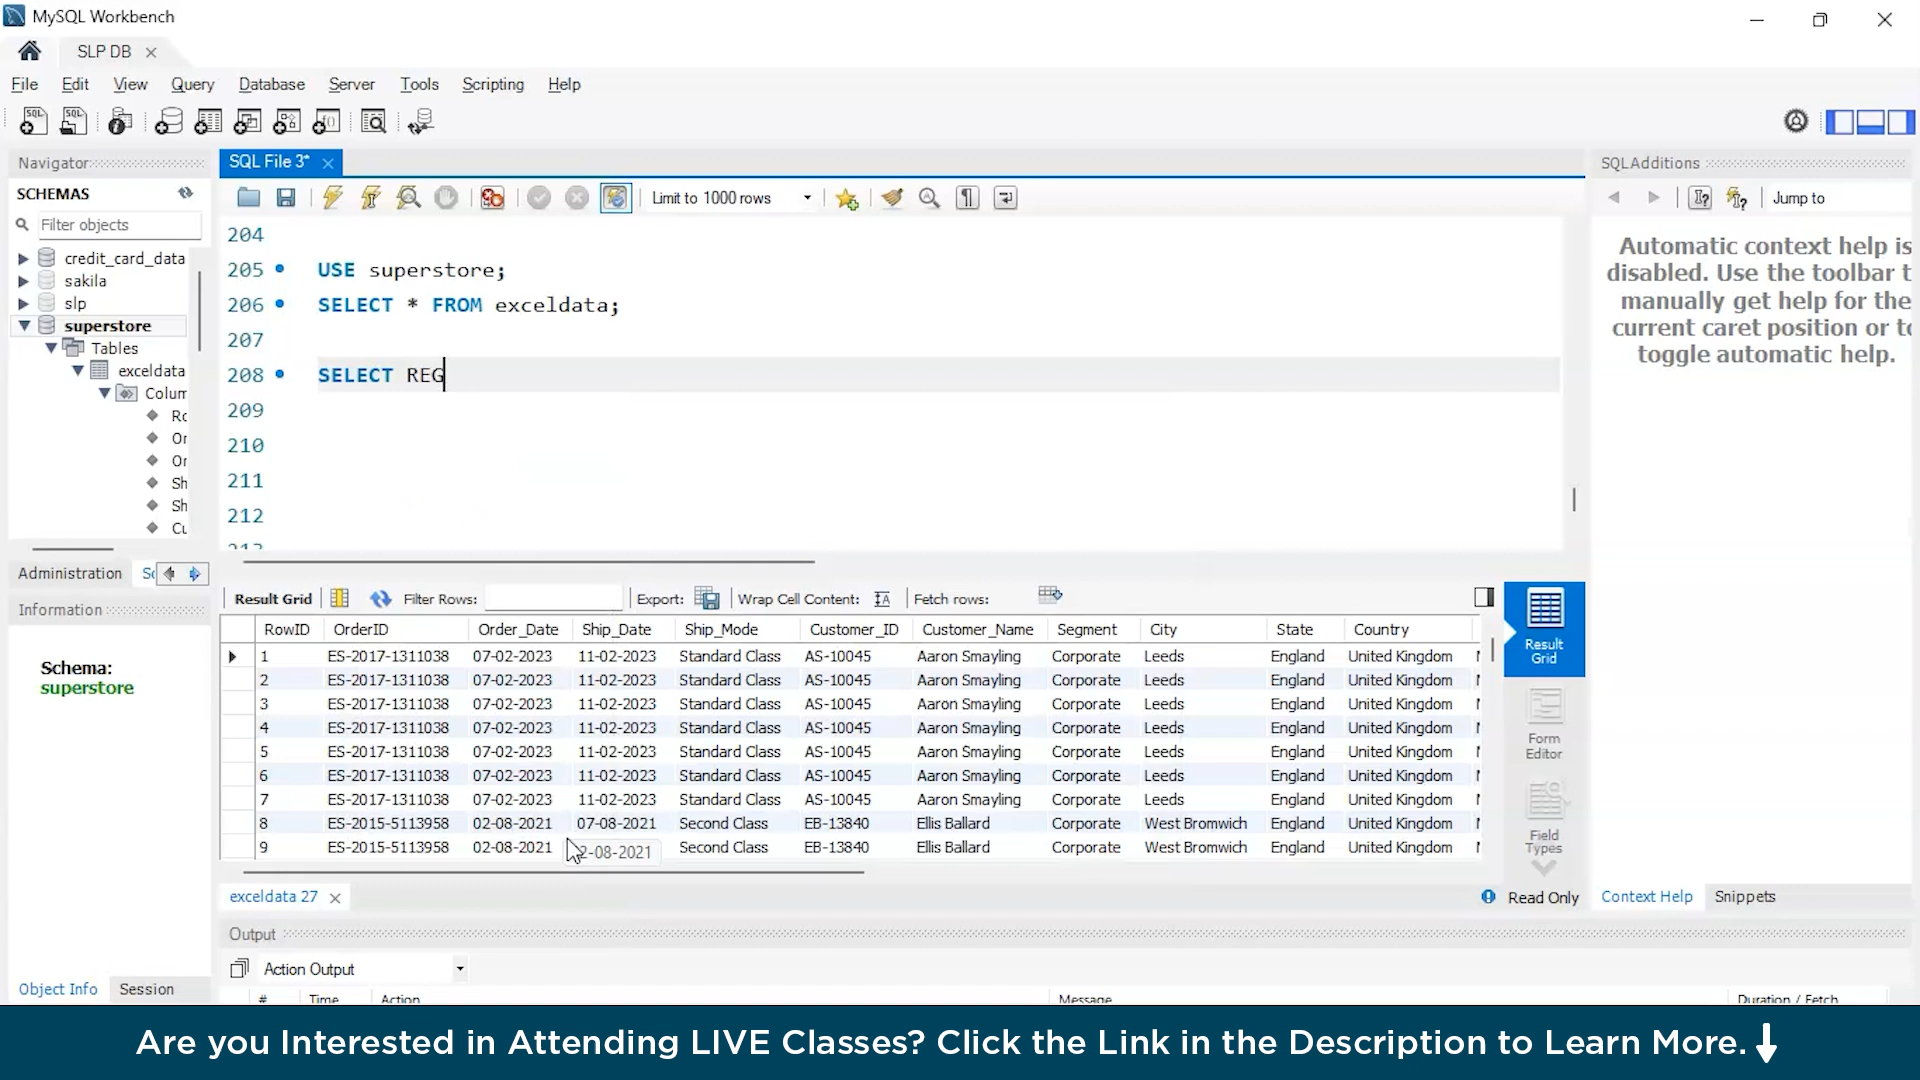 MySQL Workbench
SLP DB
File Edit View Query Database Server Tools Scripting Help
Navigator
SCHEMAS
Filter objects
credit_card_data
sakila
slp
superstore
Tables
exceldata
Colum
Rc
Or
Or
Sh
Sh
Cu
Administration
Information
Schema:
superstore
Object Info Session
SQL File 3*
Limit to 1000 rows
204
205 USE superstore;
206 SELECT * FROM exceldata;
207
208 SELECT REG
209
210
211
212
SQLAdditions
Jump to
Automatic context help is
disabled. Use the toolbar t
manually get help for the
current caret position or to
toggle automatic help.
Result Grid Filter Rows: Export: Wrap Cell Content: Fetch rows:
RowID OrderID Order_Date Ship_Date Ship_Mode Customer_ID Customer_Name Segment City State Country
1 ES-2017-1311038 07-02-2023 11-02-2023 Standard Class AS-10045 Aaron Smayling Corporate Leeds England United Kingdom
2 ES-2017-1311038 07-02-2023 11-02-2023 Standard Class AS-10045 Aaron Smayling Corporate Leeds England United Kingdom
3 ES-2017-1311038 07-02-2023 11-02-2023 Standard Class AS-10045 Aaron Smayling Corporate Leeds England United Kingdom
4 ES-2017-1311038 07-02-2023 11-02-2023 Standard Class AS-10045 Aaron Smayling Corporate Leeds England United Kingdom
5 ES-2017-1311038 07-02-2023 11-02-2023 Standard Class AS-10045 Aaron Smayling Corporate Leeds England United Kingdom
6 ES-2017-1311038 07-02-2023 11-02-2023 Standard Class AS-10045 Aaron Smayling Corporate Leeds England United Kingdom
7 ES-2017-1311038 07-02-2023 11-02-2023 Standard Class AS-10045 Aaron Smayling Corporate Leeds England United Kingdom
8 ES-2015-5113958 02-08-2021 07-08-2021 Second Class EB-13840 Ellis Ballard Corporate West Bromwich England United Kingdom
9 ES-2015-5113958 02-08-2021 2-08-2021 Second Class EB-13840 Ellis Ballard Corporate West Bromwich England United Kingdom
Result
Grid
Form
Editor
Field
Types
exceldata 27
Read Only
Context Help Snippets
Output
Action Output
# Time Action Message Duration / Fetch
Are you Interested in Attending LIVE Classes? Click the Link in the Description to Learn More.